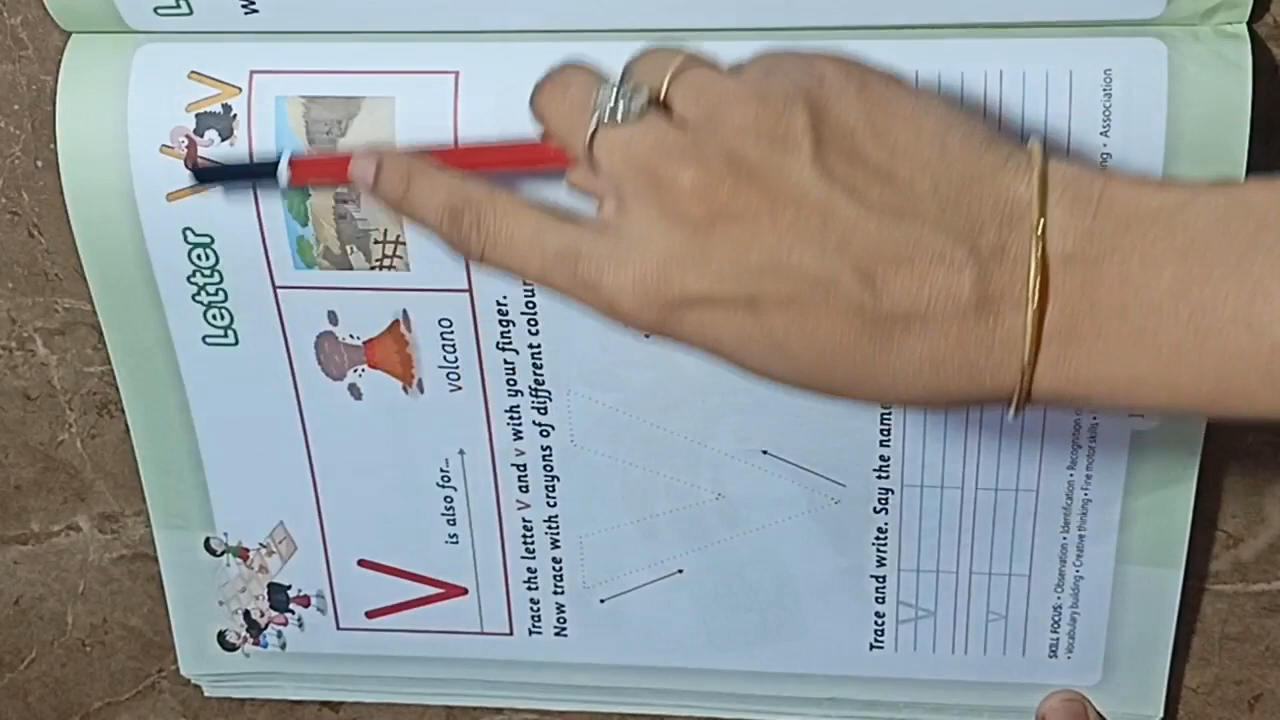 Letter V v
V
is also for...
volcano
Trace the letter V and v with your finger.
Now trace with crayons of different colour
Trace and write. Say the name
V
v
SKILL FOCUS: • Observation • Identification • Recognition • Association
• Vocabulary building • Creative thinking • Fine motor skills •